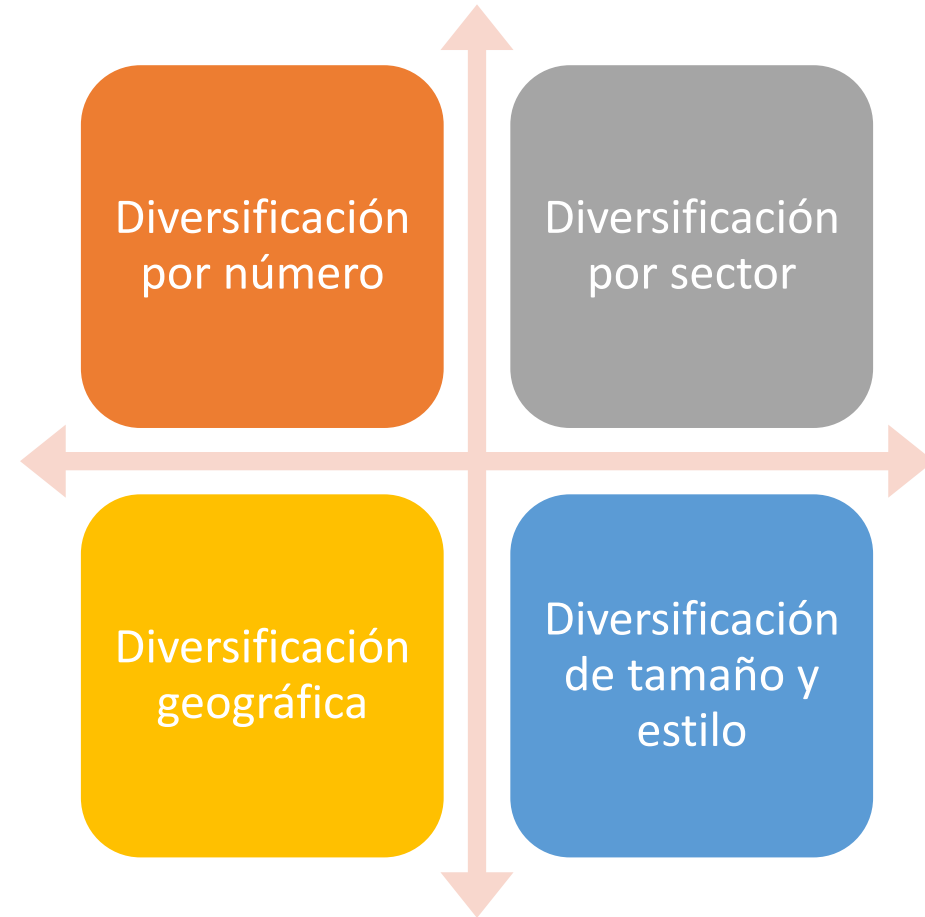 Diversificación
por número
Diversificación
por sector
Diversificación
geográfica
Diversificación
de tamaño y
estilo